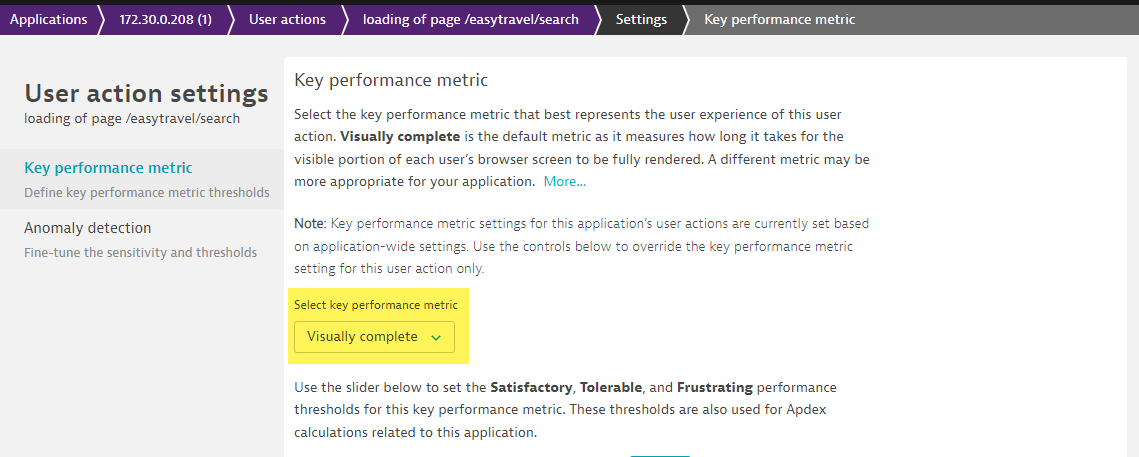 Applications 172.30.0.208 (1) User actions loading of page /easytravel/search Settings Key performance metric
User action settings
loading of page /easytravel/search
Key performance metric
Define key performance metric thresholds
Anomaly detection
Fine-tune the sensitivity and thresholds
Key performance metric
Select the key performance metric that best represents the user experience of this user
action. Visually complete is the default metric as it measures how long it takes for the
visible portion of each user's browser screen to be fully rendered. A different metric may be
more appropriate for your application. More...
Note: Key performance metric settings for this application's user actions are currently set based
on application-wide settings. Use the controls below to override the key performance metric
setting for this user action only.
Select key performance metric
Visually complete
Use the slider below to set the Satisfactory, Tolerable, and Frustrating performance
thresholds for this key performance metric. These thresholds are also used for Apdex
calculations related to this application.